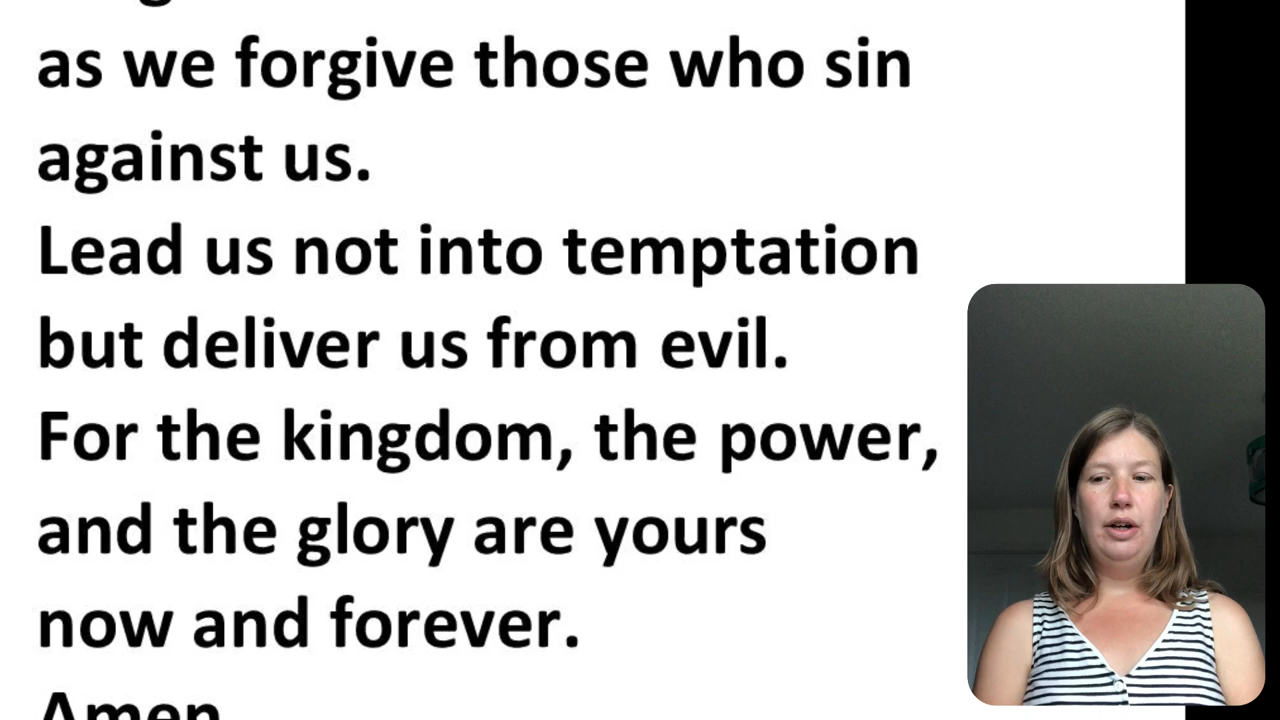 as we forgive those who sin
against us.
Lead us not into temptation
but deliver us from evil.
For the kingdom, the power,
and the glory are yours
now and forever.
Amen